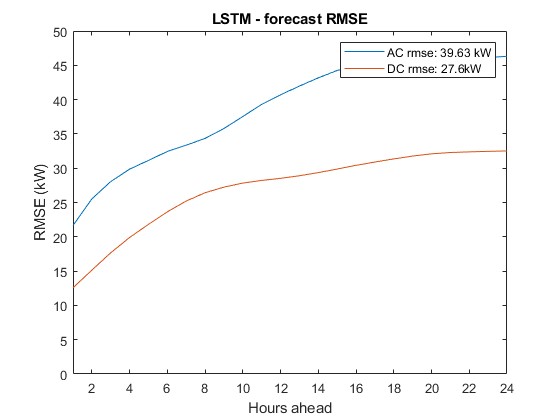 LSTM - forecast RMSE
AC rmse: 39.63 kW
DC rmse: 27.6kW
RMSE (kW)
50
45
40
35
30
25
20
15
10
5
0
2 4 6 8 10 12 14 16 18 20 22 24
Hours ahead